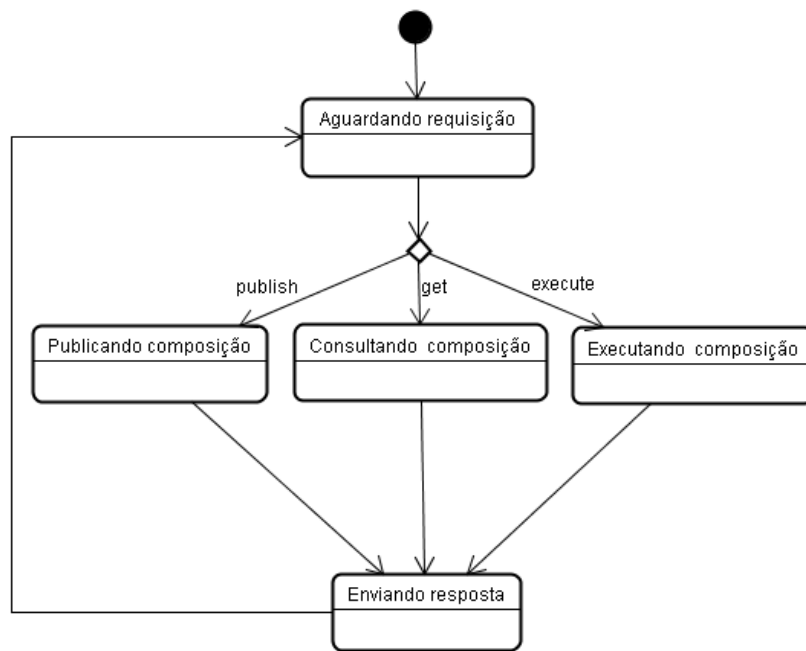 Aguardando requisição
publish
get
execute
Publicando composição
Consultando composição
Executando composição
Enviando resposta